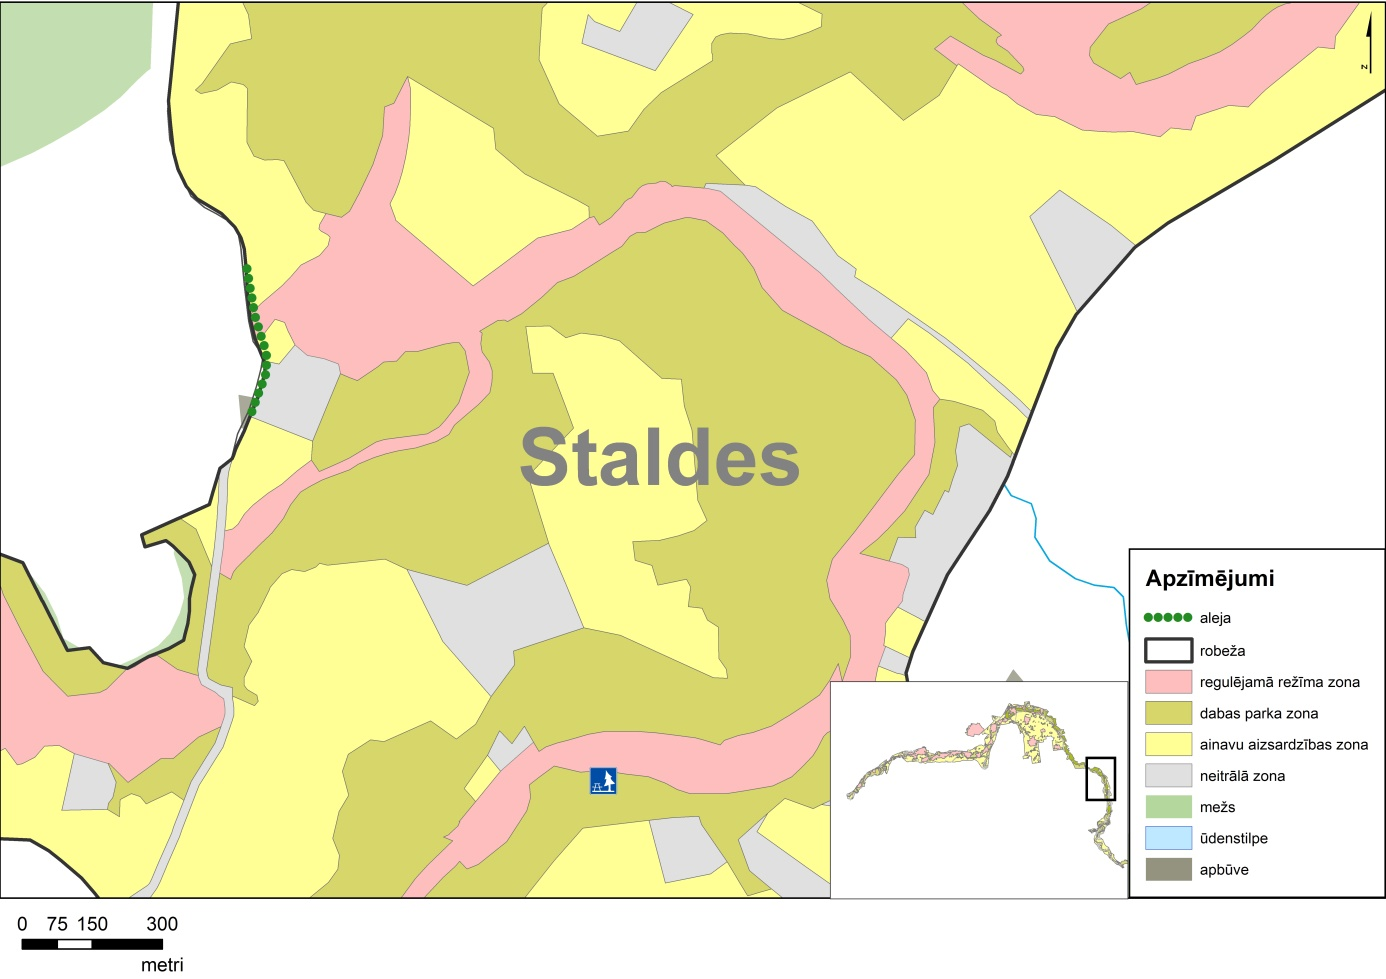 z
Staldes
Apzīmējumi
aleja
robeža
regulējamā režīma zona
dabas parka zona
ainavu aizsardzības zona
neitrālā zona
mežs
ūdenstilpe
apbūve
0 75 150 300
metri